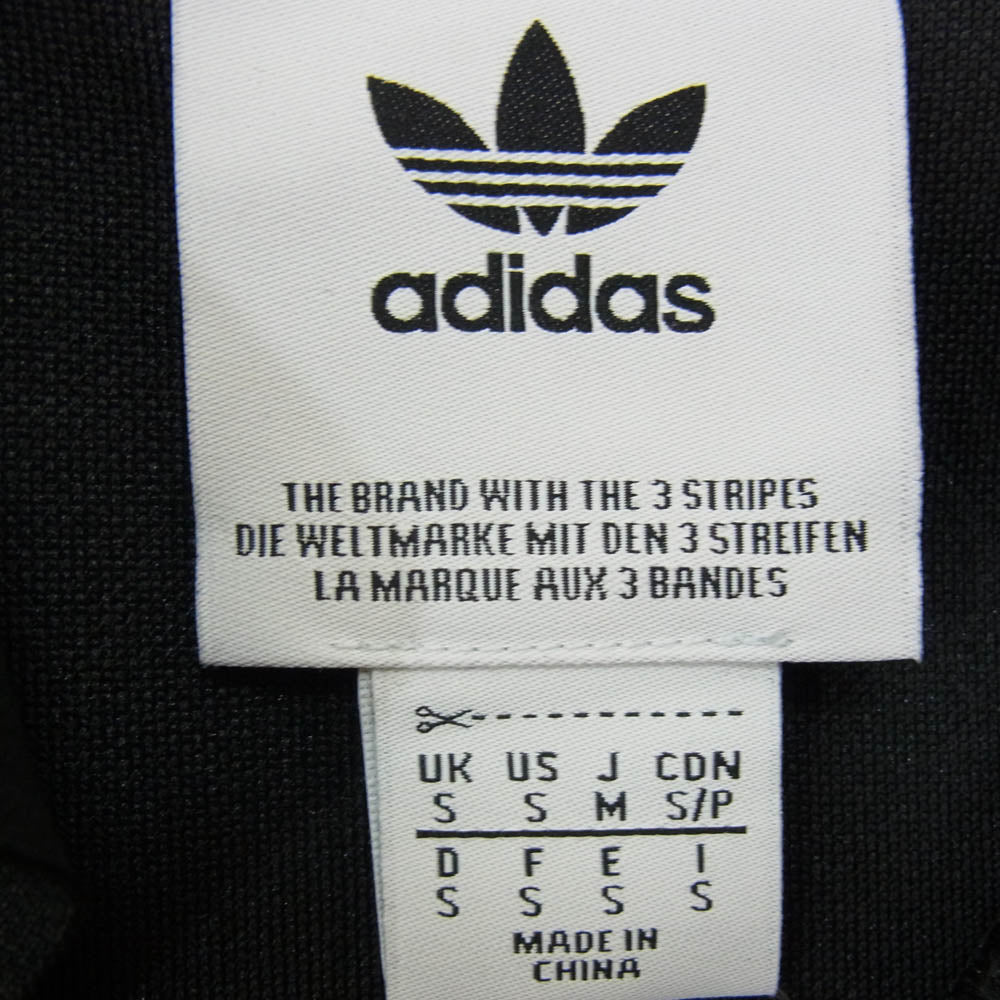 adidas
THE BRAND WITH THE 3 STRIPES
DIE WELTMARKE MIT DEN 3 STREIFEN
LA MARQUE AUX 3 BANDES
UK US J CDN
S S M S/P
D F E I
S S S S
MADE IN
CHINA